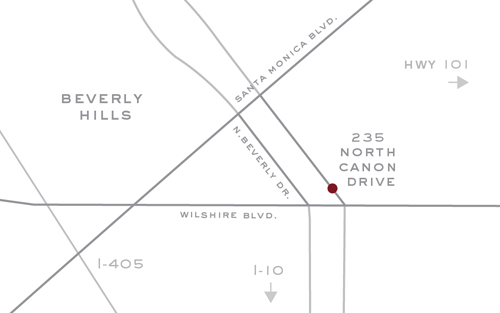 SANTA MONICA BLVD.
HWY 101
BEVERLY
HILLS
N. BEVERLY DR.
235
NORTH
CANON
DRIVE
WILSHIRE BLVD.
I-405
I-10